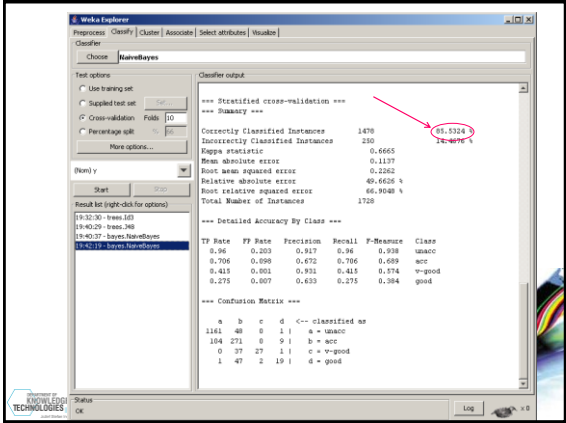 Weka Explorer
Preprocess Classify Cluster Associate Select attributes Visualize
Classifier
Choose NaiveBayes
Test options
Use training set
Supplied test set Set...
Cross-validation Folds 10
Percentage split % 66
More options...
(Nom) y
Start Stop
Result list (right-click for options)
19:32:30 - trees.Id3
19:40:29 - trees.J48
19:40:37 - bayes.NaiveBayes
19:42:19 - bayes.NaiveBayes
Classifier output
=== Stratified cross-validation ===
=== Summary ===
Correctly Classified Instances 1478 85.5324 %
Incorrectly Classified Instances 250 14.4676 %
Kappa statistic 0.6665
Mean absolute error 0.1137
Root mean squared error 0.2262
Relative absolute error 49.6626 %
Root relative squared error 66.9048 %
Total Number of Instances 1728
=== Detailed Accuracy By Class ===
TP Rate FP Rate Precision Recall F-Measure Class
0.96 0.203 0.917 0.96 0.938 unacc
0.706 0.098 0.672 0.706 0.689 acc
0.415 0.001 0.931 0.415 0.574 v-good
0.275 0.007 0.633 0.275 0.384 good
=== Confusion Matrix ===
a b c d <-- classified as
1161 48 0 1 | a = unacc
104 271 0 9 | b = acc
0 37 27 1 | c = v-good
1 47 2 19 | d = good
Status
OK
Log
x 0
DEPARTMENT OF
KNOWLEDGE
TECHNOLOGIES